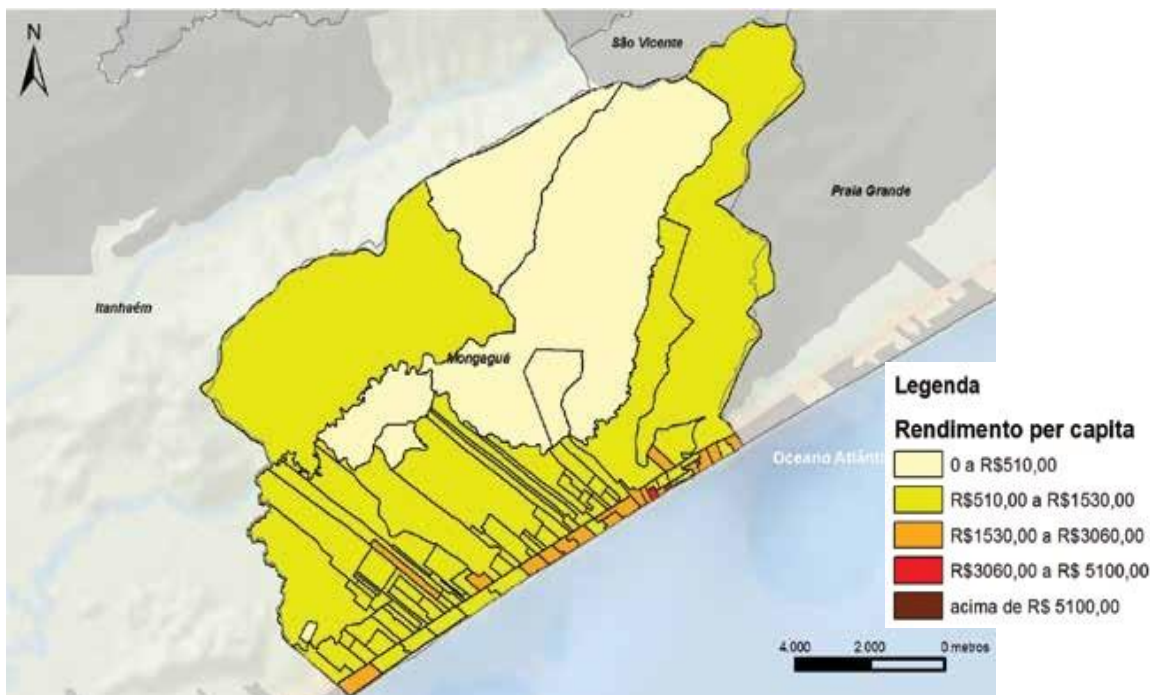 N
São Vicente
Praia Grande
Itanhaém
Mongaguá
Oceano Atlânti
Legenda
Rendimento per capita
0 a R$510,00
R$510,00 a R$1530,00
R$1530,00 a R$3060,00
R$3060,00 a R$ 5100,00
acima de R$ 5100,00
4.000 2.000 0 metros